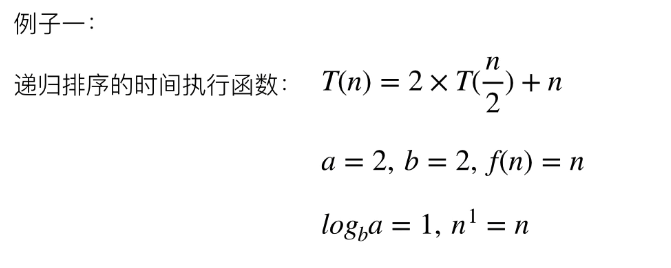 例子一：
递归排序的时间执行函数： T(n) = 2 × T(n/2) + n
a = 2, b = 2, f(n) = n
log_b a = 1, n^1 = n